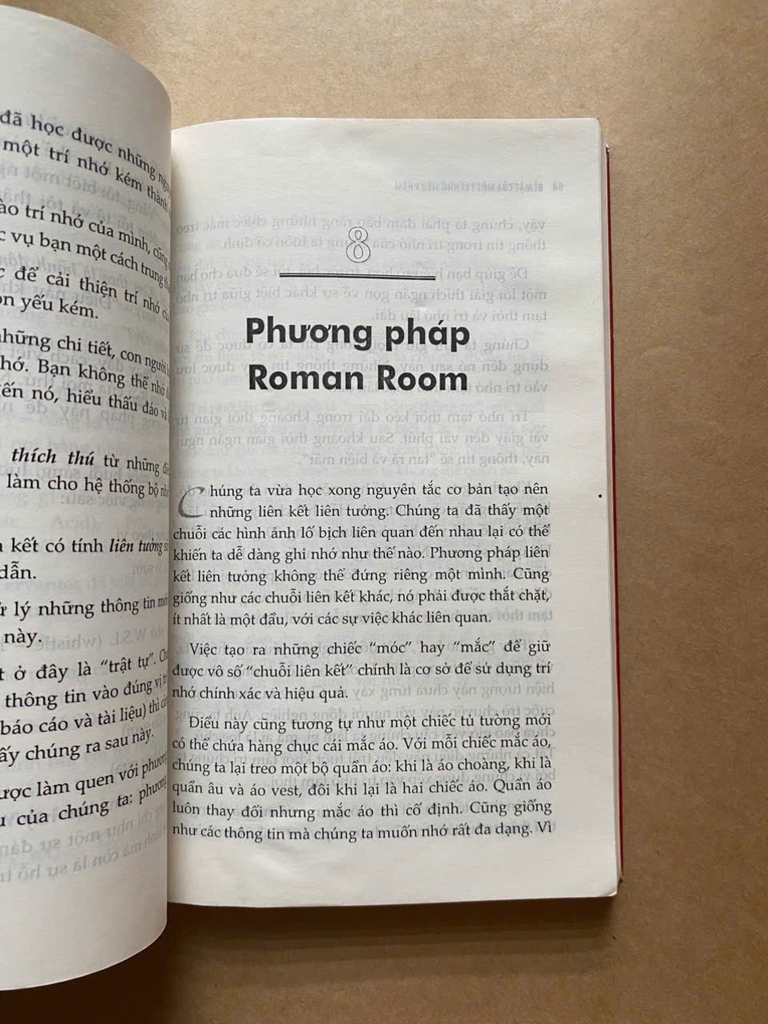 đã học được những
một trí nhớ kém thành
trí nhớ của mình, cũng
vụ bạn một cách trung
để cải thiện trí nhớ
yếu kém.
những chi tiết, con người
nhớ. Bạn không thể nhớ
đến nó, hiểu thấu đáo và
thích thú từ những
làm cho hệ thống bộ
kết có tính liên tưởng
dẫn.
lý những thông tin mới
này.
ở đây là “trật tự”.
thông tin vào đúng vị
báo cáo và tài liệu) thì
chúng ra sau này.
được làm quen với phương
của chúng ta: phương
8
Phương pháp
Roman Room
Chúng ta vừa học xong nguyên tắc cơ bản tạo nên
những liên kết liên tưởng. Chúng ta đã thấy một
chuỗi các hình ảnh lố bịch liên quan đến nhau lại có thể
khiến ta dễ dàng ghi nhớ như thế nào. Phương pháp liên
kết liên tưởng không thể đứng riêng một mình. Cũng
giống như các chuỗi liên kết khác, nó phải được thắt chặt,
ít nhất là một đầu, với các sự việc khác liên quan.
Việc tạo ra những chiếc “móc” hay “mắc” để giữ
được vô số “chuỗi liên kết” chính là cơ sở để sử dụng trí
nhớ chính xác và hiệu quả.
Điều này cũng tương tự như một chiếc tủ tường mới
có thể chứa hàng chục cái mắc áo. Với mỗi chiếc mắc áo,
chúng ta lại treo một bộ quần áo: khi là áo choàng, khi là
quần âu và áo vest, đôi khi lại là hai chiếc áo. Quần áo
luôn thay đổi nhưng mắc áo thì cố định. Cũng giống
như các thông tin mà chúng ta muốn nhớ rất đa dạng. Vì